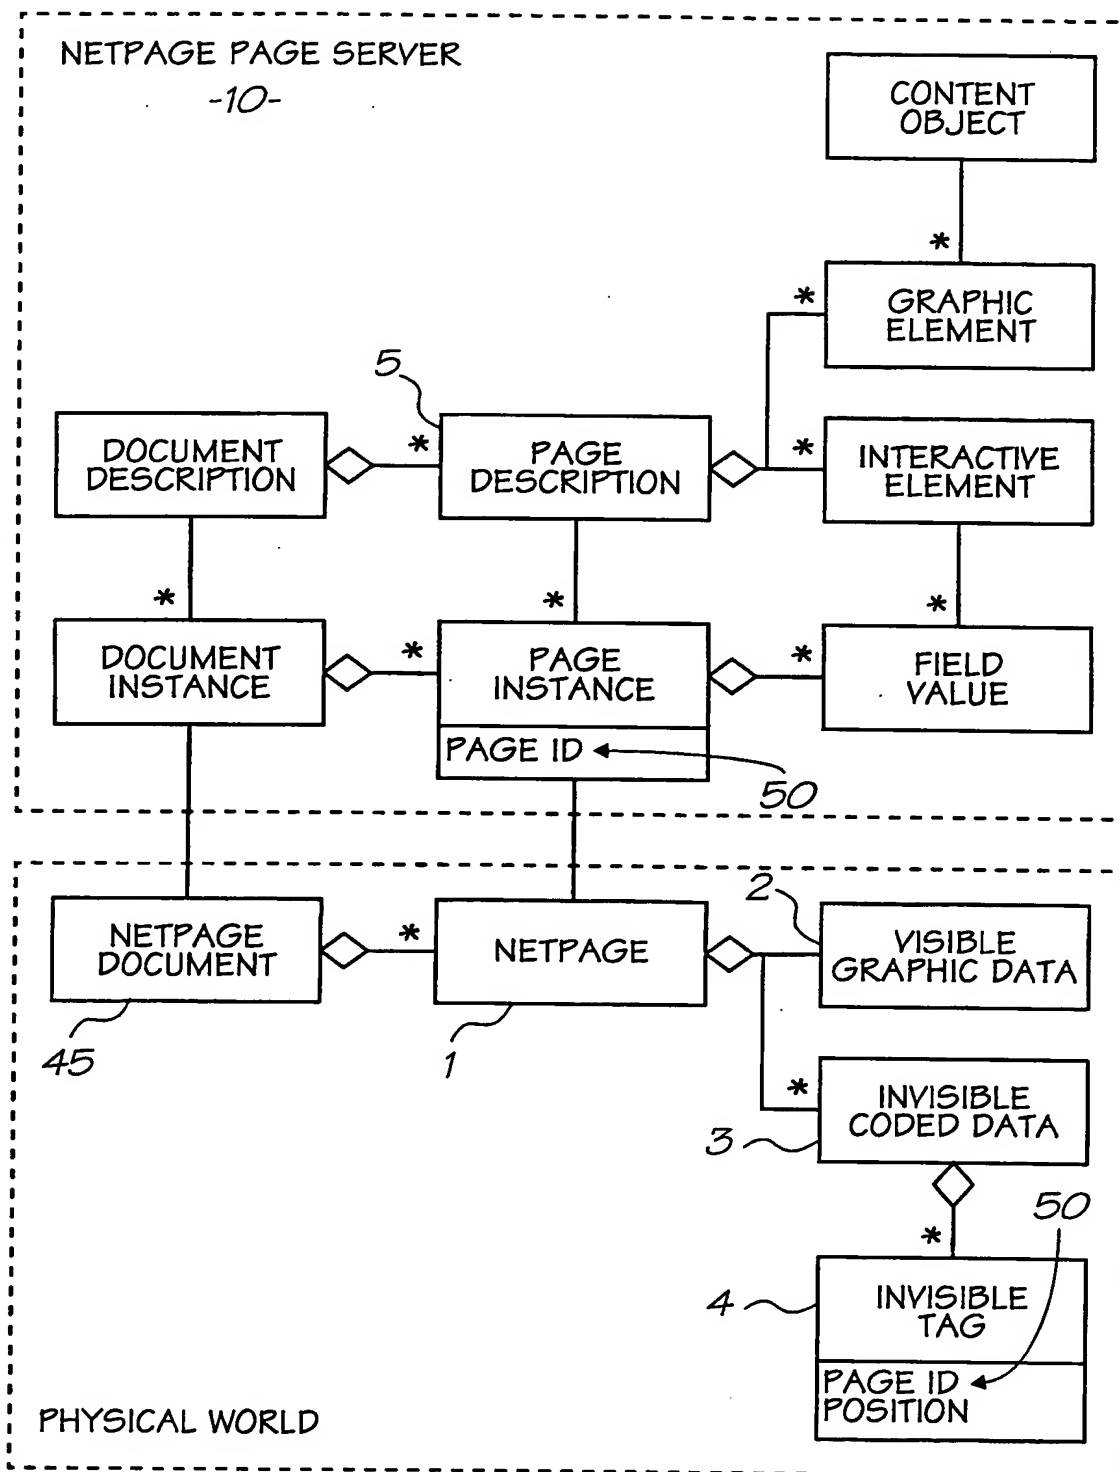 NETPAGE PAGE SERVER
-10-
CONTENT
OBJECT
*
*
GRAPHIC
ELEMENT
5
DOCUMENT
DESCRIPTION
*
PAGE
DESCRIPTION
*
INTERACTIVE
ELEMENT
*
*
*
DOCUMENT
INSTANCE
*
PAGE
INSTANCE
*
FIELD
VALUE
PAGE ID
50
2
NETPAGE
DOCUMENT
*
NETPAGE
VISIBLE
GRAPHIC DATA
45
1
*
INVISIBLE
CODED DATA
3
50
*
4
INVISIBLE
TAG
PAGE ID
POSITION
PHYSICAL WORLD